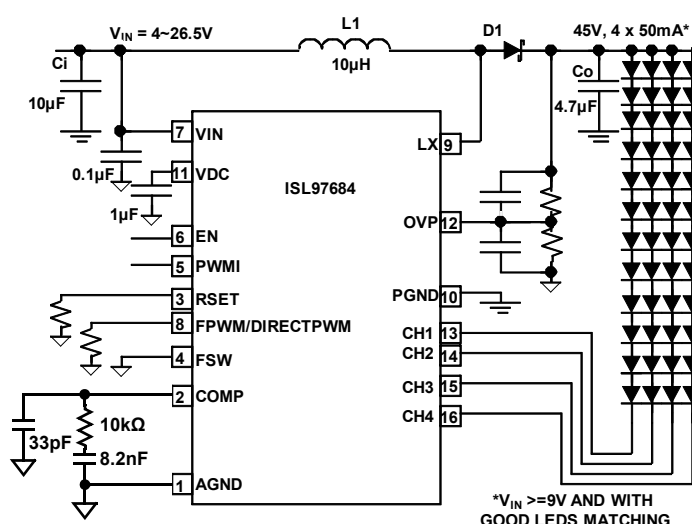 V_IN = 4~26.5V
L1
10µH
D1
45V, 4 x 50mA*
Ci
10µF
Co
4.7µF
0.1µF
1µF
ISL97684
7 VIN
11 VDC
6 EN
5 PWMI
3 RSET
8 FPWM/DIRECTPWM
4 FSW
2 COMP
1 AGND
LX 9
OVP 12
PGND 10
CH1 13
CH2 14
CH3 15
CH4 16
33pF
10kΩ
8.2nF
*V_IN >=9V AND WITH
GOOD LEDS MATCHING